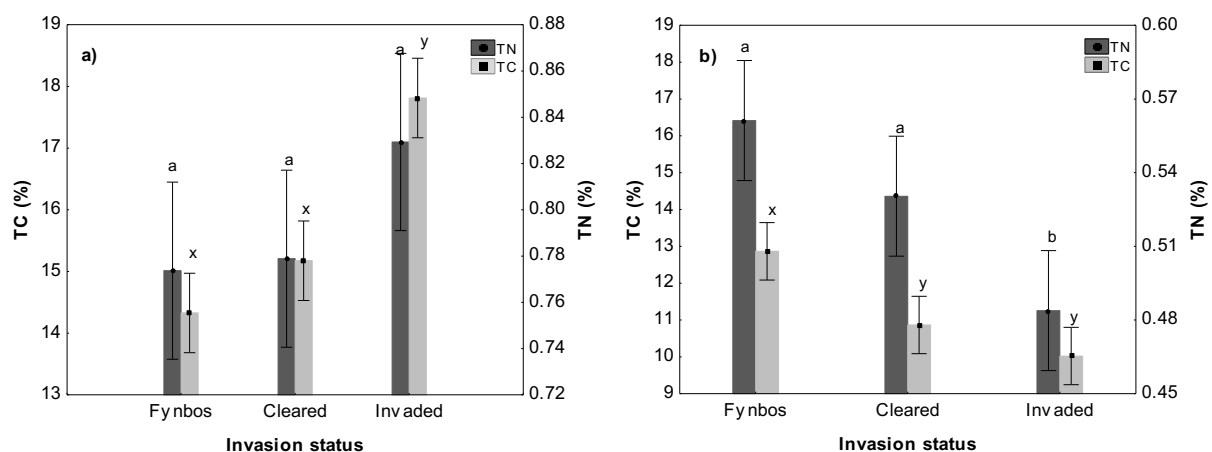 19
18
17
16
15
14
13
TC (%)
a)
a
x
a
x
a
y
TN
TC
0.88
0.86
0.84
0.82
0.80
0.78
0.76
0.74
0.72
TN (%)
Fynbos Cleared Invaded
Invasion status
19
18
17
16
15
14
13
12
11
10
9
TC (%)
b)
a
x
a
y
b
y
TN
TC
0.60
0.57
0.54
0.51
0.48
0.45
TN (%)
Fynbos Cleared Invaded
Invasion status